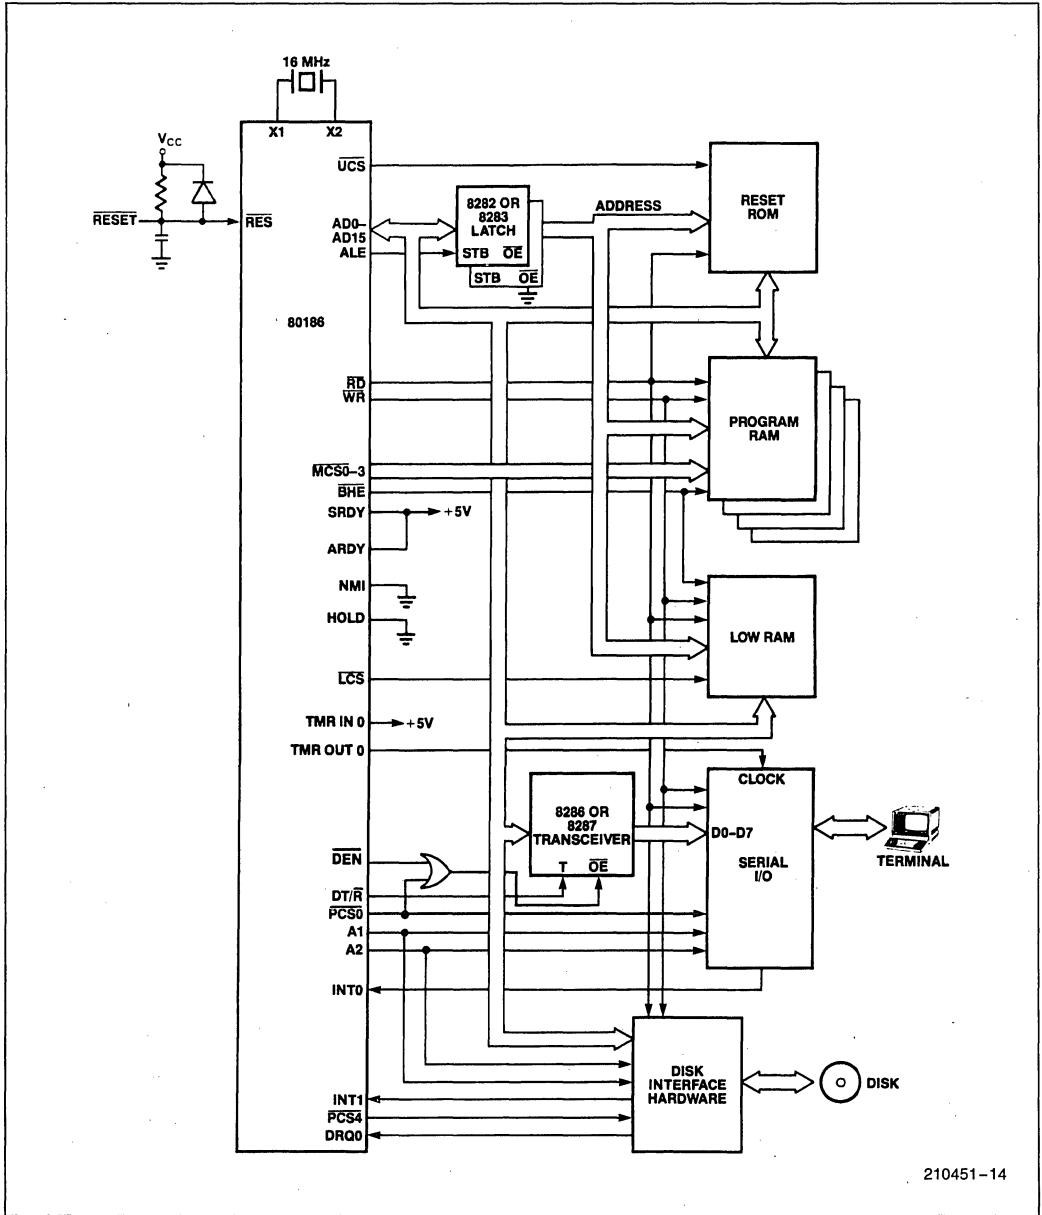 16 MHz
X1 X2
VCC
RESET
RES
UCS
AD0–
AD15
ALE
8282 OR
8283
LATCH
STB OE
STB OE
ADDRESS
RESET
ROM
80186
RD
WR
PROGRAM
RAM
MCS0–3
BHE
SRDY
+5V
ARDY
NMI
HOLD
LOW RAM
LCS
TMR IN 0
+5V
TMR OUT 0
CLOCK
8286 OR
8287
TRANSCEIVER
T OE
D0–D7
SERIAL
I/O
TERMINAL
DEN
DT/R
PCS0
A1
A2
INT0
DISK
INTERFACE
HARDWARE
DISK
INT1
PCS4
DRQ0
210451–14